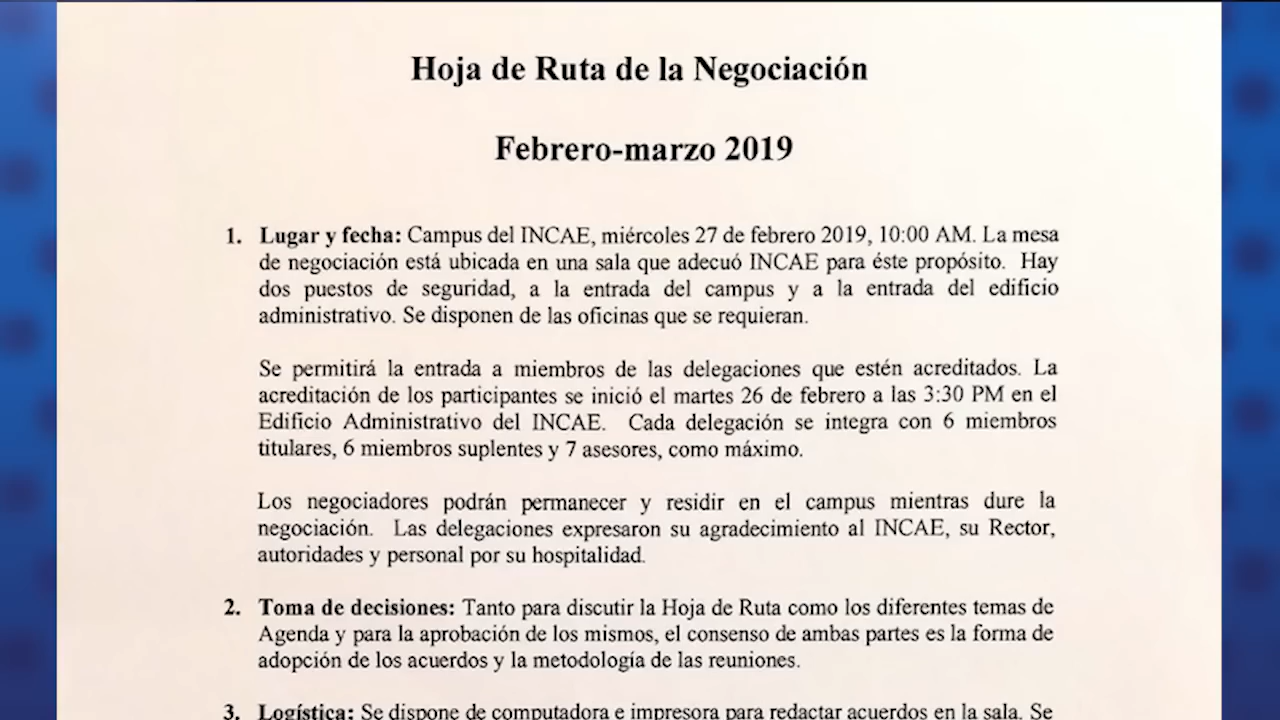 Hoja de Ruta de la Negociación
Febrero-marzo 2019
1. Lugar y fecha: Campus del INCAE, miércoles 27 de febrero 2019, 10:00 AM. La mesa
de negociación está ubicada en una sala que adecuó INCAE para éste propósito. Hay
dos puestos de seguridad, a la entrada del campus y a la entrada del edificio
administrativo. Se disponen de las oficinas que se requieran.
Se permitirá la entrada a miembros de las delegaciones que estén acreditados. La
acreditación de los participantes se inició el martes 26 de febrero a las 3:30 PM en el
Edificio Administrativo del INCAE. Cada delegación se integra con 6 miembros
titulares, 6 miembros suplentes y 7 asesores, como máximo.
Los negociadores podrán permanecer y residir en el campus mientras dure la
negociación. Las delegaciones expresaron su agradecimiento al INCAE, su Rector,
autoridades y personal por su hospitalidad.
2. Toma de decisiones: Tanto para discutir la Hoja de Ruta como los diferentes temas de
Agenda y para la aprobación de los mismos, el consenso de ambas partes es la forma de
adopción de los acuerdos y la metodología de las reuniones.
3. Logística: Se dispone de computadora e impresora para redactar acuerdos en la sala. Se